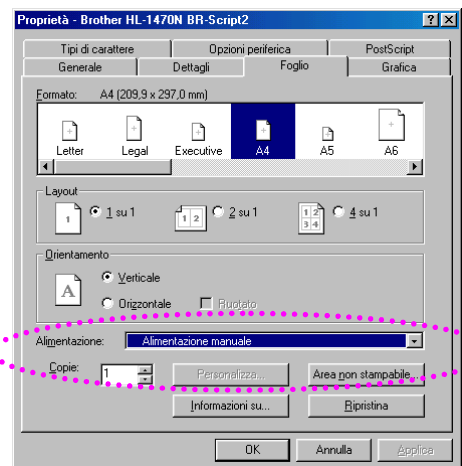 Proprietà - Brother HL-1470N BR-Script2
Tipi di carattere Opzioni periferica PostScript
Generale Dettagli Foglio Grafica
Formato: A4 (209,9 x 297,0 mm)
Letter Legal Executive A4 A5 A6
Layout
1 1 su 1 1 2 2 su 1 1 2 3 4 4 su 1
Orientamento
A Verticale
Orizzontale Ruotato
Alimentazione: Alimentazione manuale
Copie: 1 Personalizza... Area non stampabile...
Informazioni su... Ripristina
OK Annulla Applica